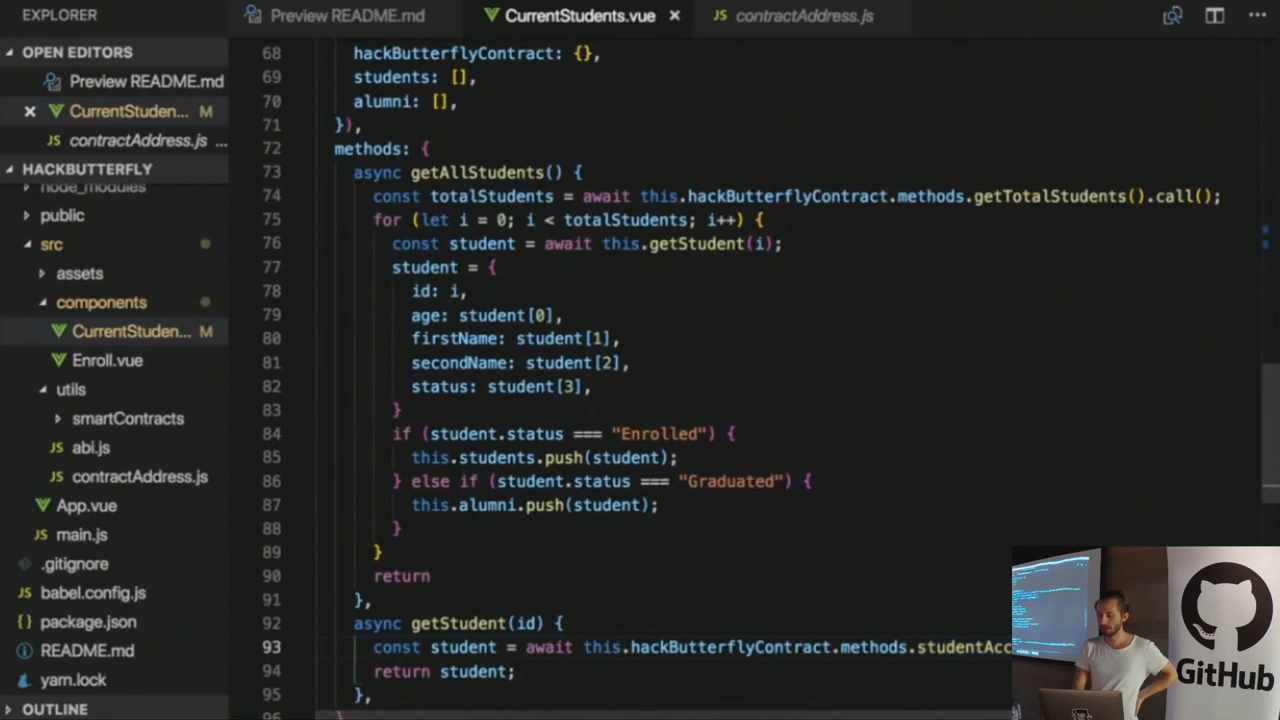 EXPLORER
OPEN EDITORS
Preview README.md
CurrentStuden... M
contractAddress.js ...
HACKBUTTERFLY
node_modules
public
src
assets
components
CurrentStuden... M
Enroll.vue
utils
smartContracts
JS abi.js
JS contractAddress.js
App.vue
JS main.js
.gitignore
JS babel.config.js
{} package.json
README.md
yarn.lock
OUTLINE
Preview README.md
CurrentStudents.vue ×
JS contractAddress.js
68 hackButterflyContract: {},
69 students: [],
70 alumni: [],
71 }),
72 methods: {
73 async getAllStudents() {
74 const totalStudents = await this.hackButterflyContract.methods.getTotalStudents().call();
75 for (let i = 0; i < totalStudents; i++) {
76 const student = await this.getStudent(i);
77 student = {
78 id: i,
79 age: student[0],
80 firstName: student[1],
81 secondName: student[2],
82 status: student[3],
83 }
84 if (student.status === "Enrolled") {
85 this.students.push(student);
86 } else if (student.status === "Graduated") {
87 this.alumni.push(student);
88 }
89 }
90 return
91 },
92 async getStudent(id) {
93 const student = await this.hackButterflyContract.methods.studentAcc
94 return student;
95 },
96 }
GitHub